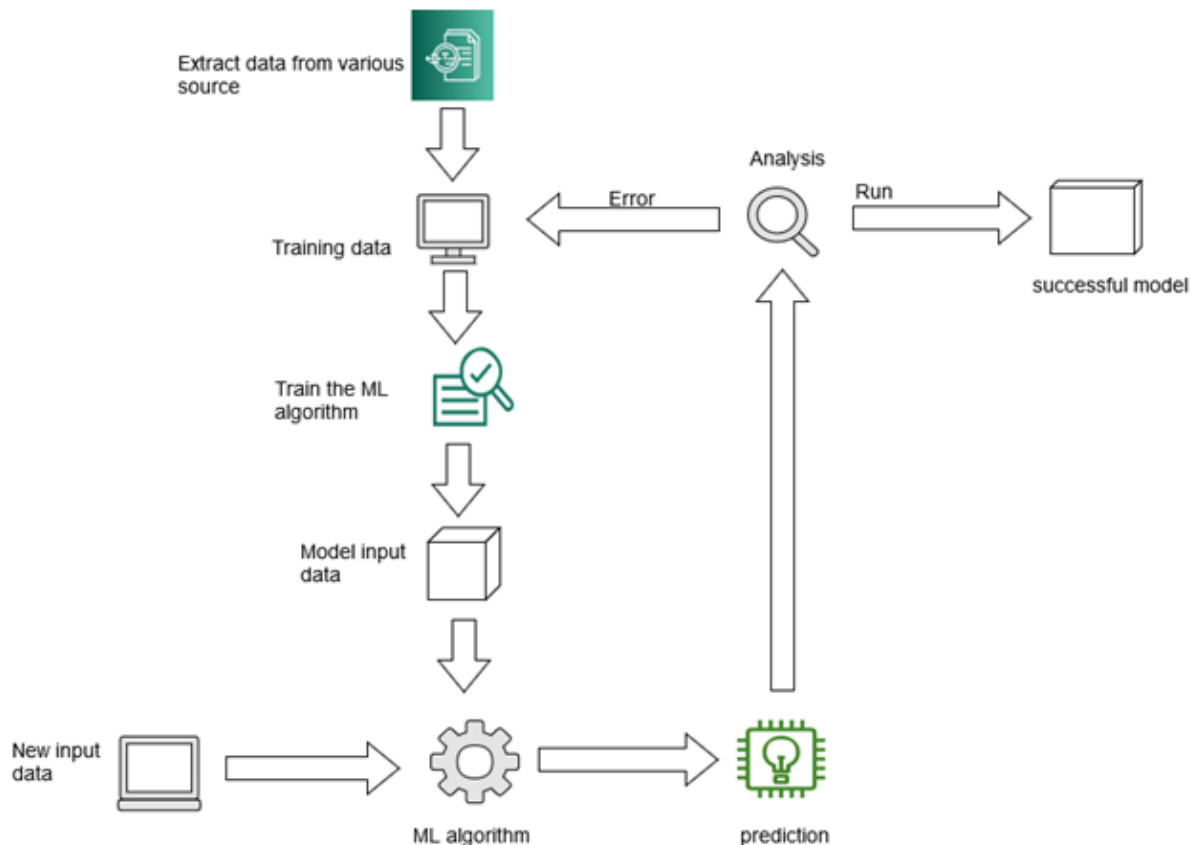 Extract data from various
source
Analysis
Error
Run
Training data
successful model
Train the ML
algorithm
Model input
data
New input
data
ML algorithm
prediction